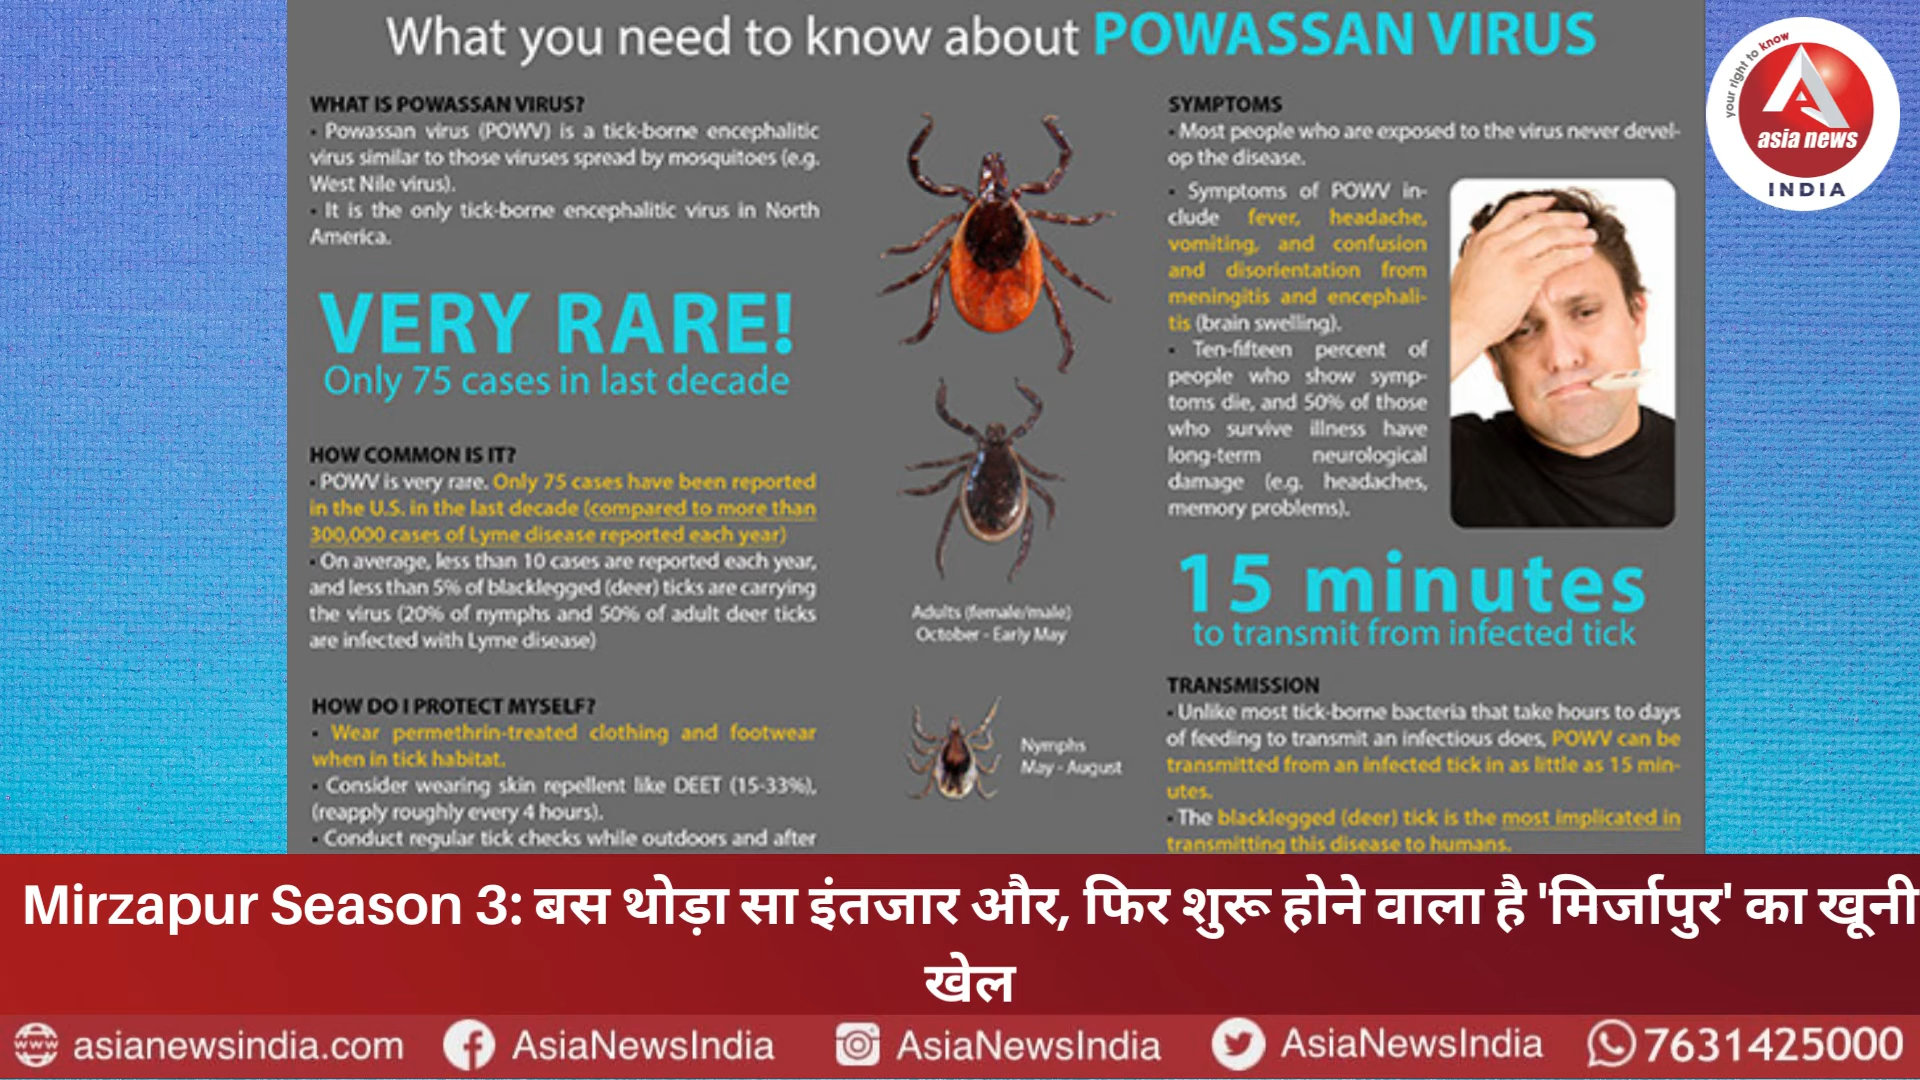 What you need to know about POWASSAN VIRUS
WHAT IS POWASSAN VIRUS?
· Powassan virus (POWV) is a tick-borne encephalitic
virus similar to those viruses spread by mosquitoes (e.g.
West Nile virus).
· It is the only tick-borne encephalitic virus in North
America.
VERY RARE!
Only 75 cases in last decade
HOW COMMON IS IT?
· POWV is very rare. Only 75 cases have been reported
in the U.S. in the last decade (compared to more than
300,000 cases of Lyme disease reported each year)
· On average, less than 10 cases are reported each year,
and less than 5% of blacklegged (deer) ticks are carrying
the virus (20% of nymphs and 50% of adult deer ticks
are infected with Lyme disease)
HOW DO I PROTECT MYSELF?
· Wear permethrin-treated clothing and footwear
when in tick habitat.
· Consider wearing skin repellent like DEET (15-33%),
(reapply roughly every 4 hours).
· Conduct regular tick checks while outdoors and after
Adults (female/male)
October - Early May
Nymphs
May - August
SYMPTOMS
· Most people who are exposed to the virus never devel-
op the disease.
· Symptoms of POWV in-
clude fever, headache,
vomiting, and confusion
and disorientation from
meningitis and encephali-
tis (brain swelling).
· Ten-fifteen percent of
people who show symp-
toms die, and 50% of those
who survive illness have
long-term neurological
damage (e.g. headaches,
memory problems).
15 minutes
to transmit from infected tick
TRANSMISSION
· Unlike most tick-borne bacteria that take hours to days
of feeding to transmit an infectious does, POWV can be
transmitted from an infected tick in as little as 15 min-
utes.
· The blacklegged (deer) tick is the most implicated in
transmitting this disease to humans.
your right to know
A
asia news
INDIA
Mirzapur Season 3: बस थोड़ा सा इंतजार और, फिर शुरू होने वाला है 'मिर्जापुर' का खूनी
खेल
www asianewsindia.com AsiaNewsIndia AsiaNewsIndia AsiaNewsIndia 7631425000